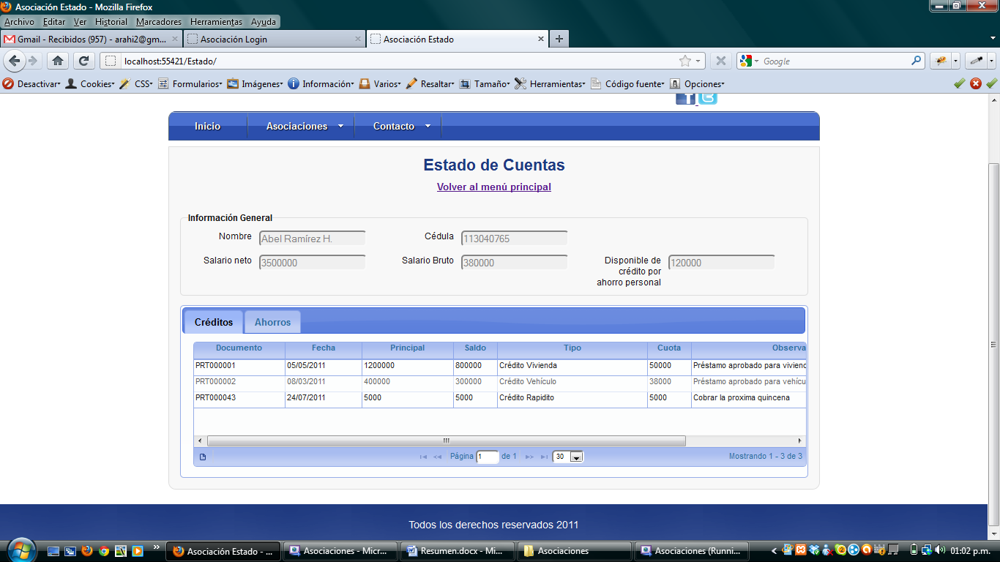 Asociación Estado - Mozilla Firefox
Archivo Editar Ver Historial Marcadores Herramientas Ayuda
Gmail - Recibidos (957) - arahi2@gm... Asociación Login Asociación Estado
localhost:55421/Estado/ Google
Desactivar Cookies CSS Formularios Imágenes Información Varios Resaltar Tamaño Herramientas Código fuente Opciones
Inicio Asociaciones Contacto
Estado de Cuentas
Volver al menú principal
Información General
Nombre Abel Ramírez H. Cédula 113040765
Salario neto 3500000 Salario Bruto 380000 Disponible de crédito por ahorro personal 120000
Créditos Ahorros
Documento Fecha Principal Saldo Tipo Cuota Observa
PRT000001 05/05/2011 1200000 800000 Crédito Vivienda 50000 Préstamo aprobado para viviend
PRT000002 08/03/2011 400000 300000 Crédito Vehículo 38000 Préstamo aprobado para vehícu
PRT000043 24/07/2011 5000 5000 Crédito Rapidito 5000 Cobrar la proxima quincena
Página 1 de 1 30 Mostrando 1 - 3 de 3
Todos los derechos reservados 2011
Asociación Estado - ... Asociaciones - Micr... Resumen.docx - Mi... Asociaciones Asociaciones (Runni... 01:02 p.m.